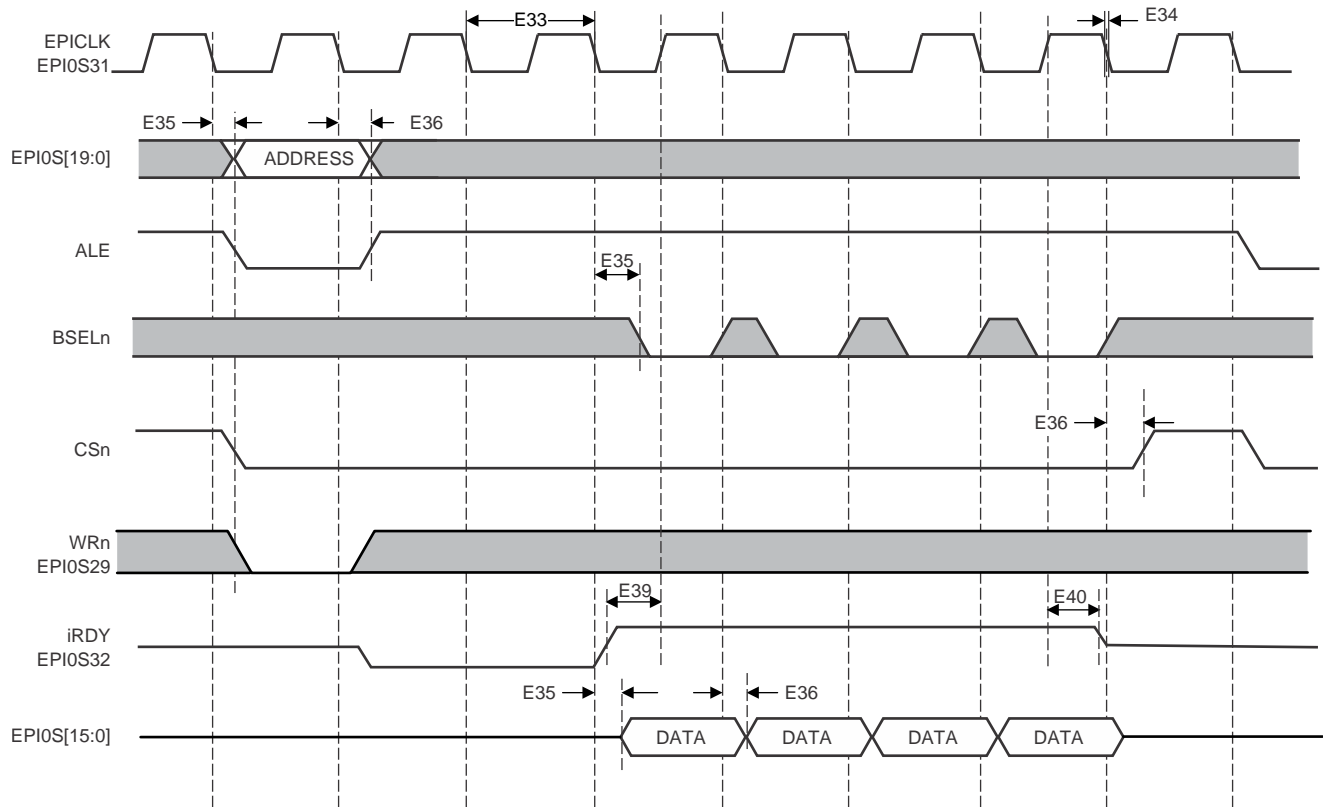 E33
E34
EPICLK
EPI0S31
E35
E36
EPI0S[19:0]
ADDRESS
ALE
E35
BSELn
E36
CSn
WRn
EPI0S29
E39
E40
iRDY
EPI0S32
E35
E36
EPI0S[15:0]
DATA
DATA
DATA
DATA